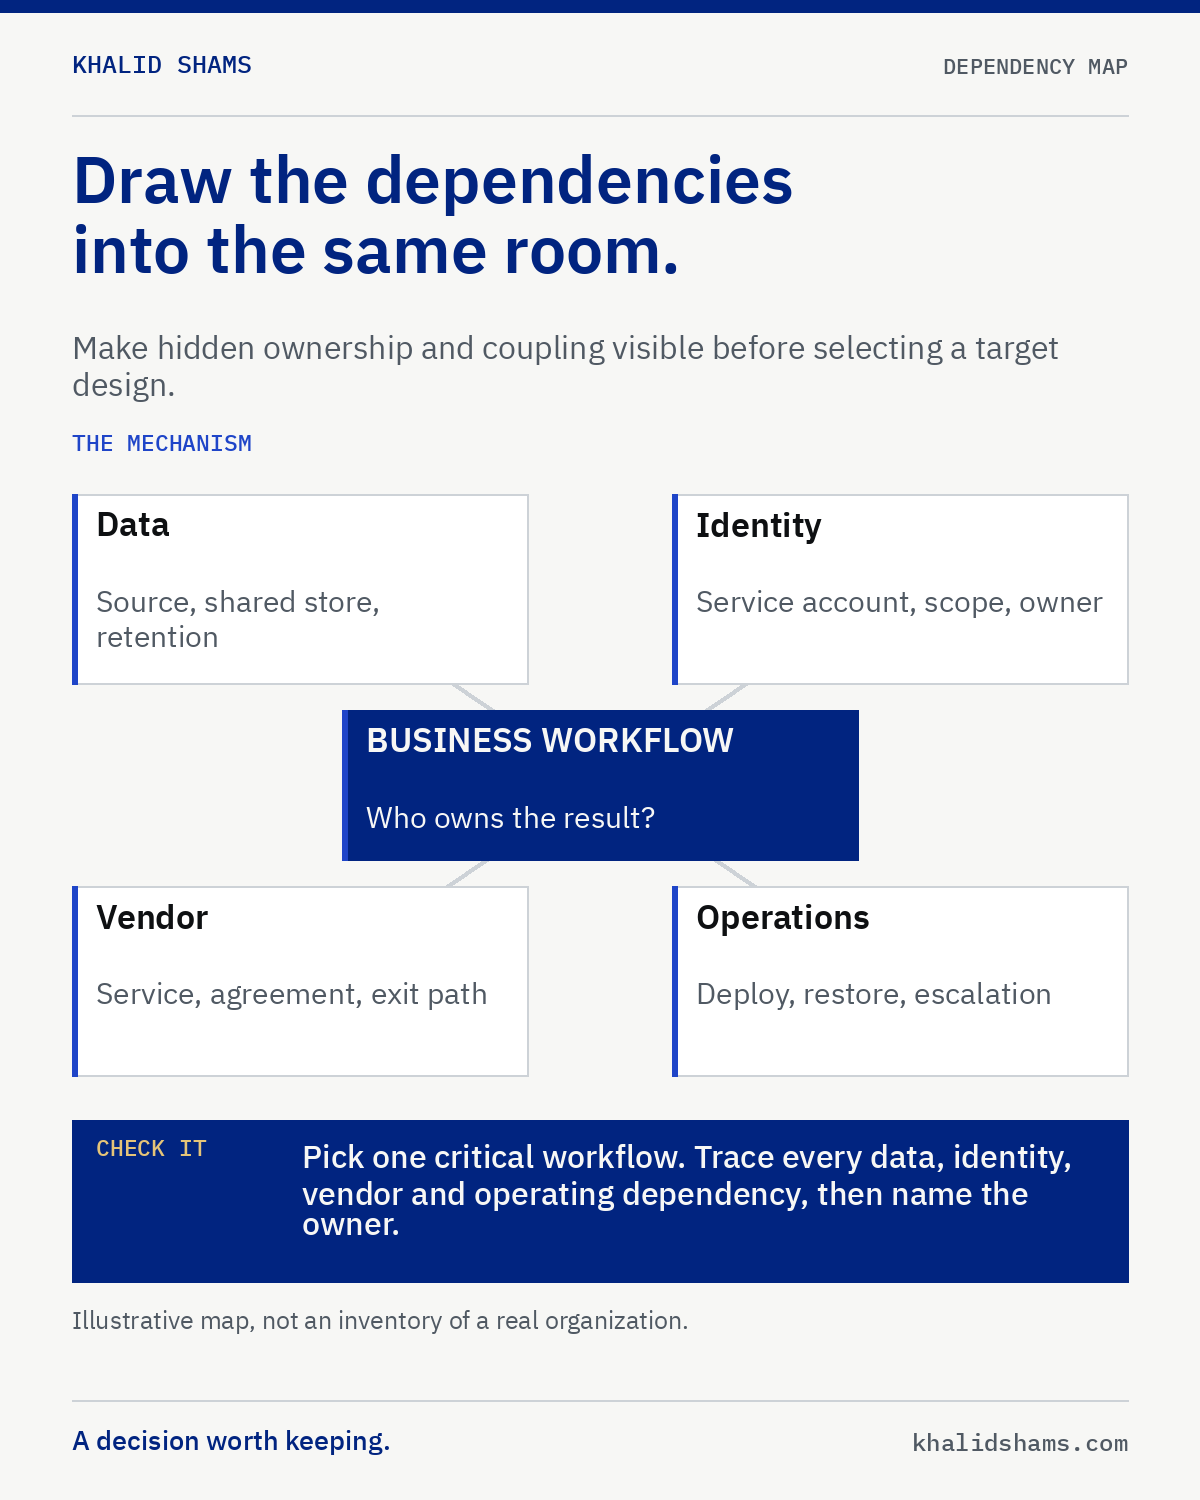 KHALID SHAMS
DEPENDENCY MAP
Draw the dependencies
into the same room.
Make hidden ownership and coupling visible before selecting a target
design.
THE MECHANISM
Data
Source, shared store,
retention
Identity
Service account, scope, owner
BUSINESS WORKFLOW
Who owns the result?
Vendor
Service, agreement, exit path
Operations
Deploy, restore, escalation
CHECK IT
Pick one critical workflow. Trace every data, identity,
vendor and operating dependency, then name the
owner.
Illustrative map, not an inventory of a real organization.
A decision worth keeping.
khalidshams.com